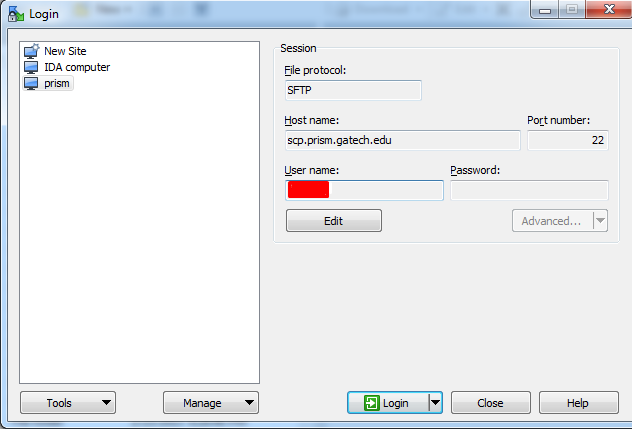 Login
New Site
IDA computer
prism
Session
File protocol:
SFTP
Host name: Port number:
scp.prism.gatech.edu 22
User name: Password:
Edit Advanced...
Tools Manage Login Close Help